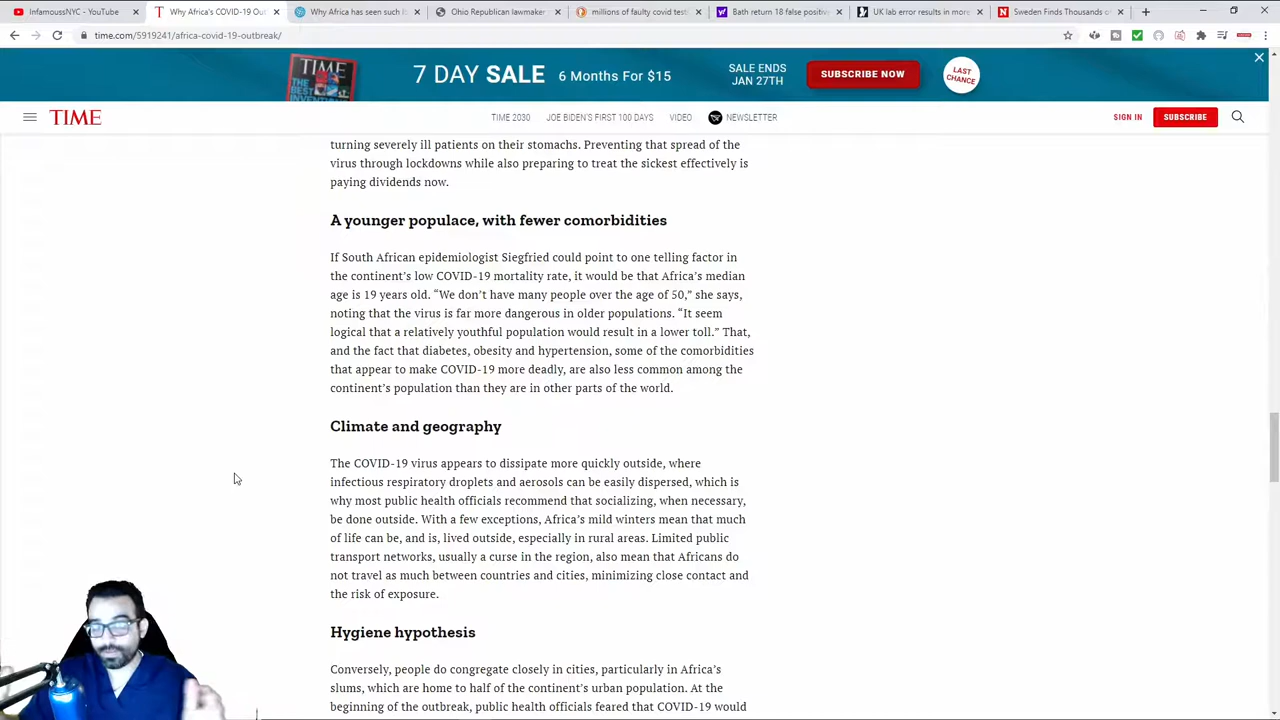 InfamousNYC - YouTube
Why Africa's COVID-19 Out
Why Africa has seen such lo
Ohio Republican lawmaker
millions of faulty covid test
Bath return 18 false positiv
UK lab error results in more
Sweden Finds Thousands o
time.com/5919241/africa-covid-19-outbreak/
TIME
7 DAY SALE 6 Months For $15
SALE ENDS
JAN 27TH
SUBSCRIBE NOW
LAST
CHANCE
TIME
TIME 2030
JOE BIDEN'S FIRST 100 DAYS
VIDEO
NEWSLETTER
SIGN IN
SUBSCRIBE
turning severely ill patients on their stomachs. Preventing that spread of the
virus through lockdowns while also preparing to treat the sickest effectively is
paying dividends now.
A younger populace, with fewer comorbidities
If South African epidemiologist Siegfried could point to one telling factor in
the continent's low COVID-19 mortality rate, it would be that Africa's median
age is 19 years old. “We don't have many people over the age of 50,” she says,
noting that the virus is far more dangerous in older populations. “It seem
logical that a relatively youthful population would result in a lower toll.” That,
and the fact that diabetes, obesity and hypertension, some of the comorbidities
that appear to make COVID-19 more deadly, are also less common among the
continent's population than they are in other parts of the world.
Climate and geography
The COVID-19 virus appears to dissipate more quickly outside, where
infectious respiratory droplets and aerosols can be easily dispersed, which is
why most public health officials recommend that socializing, when necessary,
be done outside. With a few exceptions, Africa's mild winters mean that much
of life can be, and is, lived outside, especially in rural areas. Limited public
transport networks, usually a curse in the region, also mean that Africans do
not travel as much between countries and cities, minimizing close contact and
the risk of exposure.
Hygiene hypothesis
Conversely, people do congregate closely in cities, particularly in Africa's
slums, which are home to half of the continent's urban population. At the
beginning of the outbreak, public health officials feared that COVID-19 would